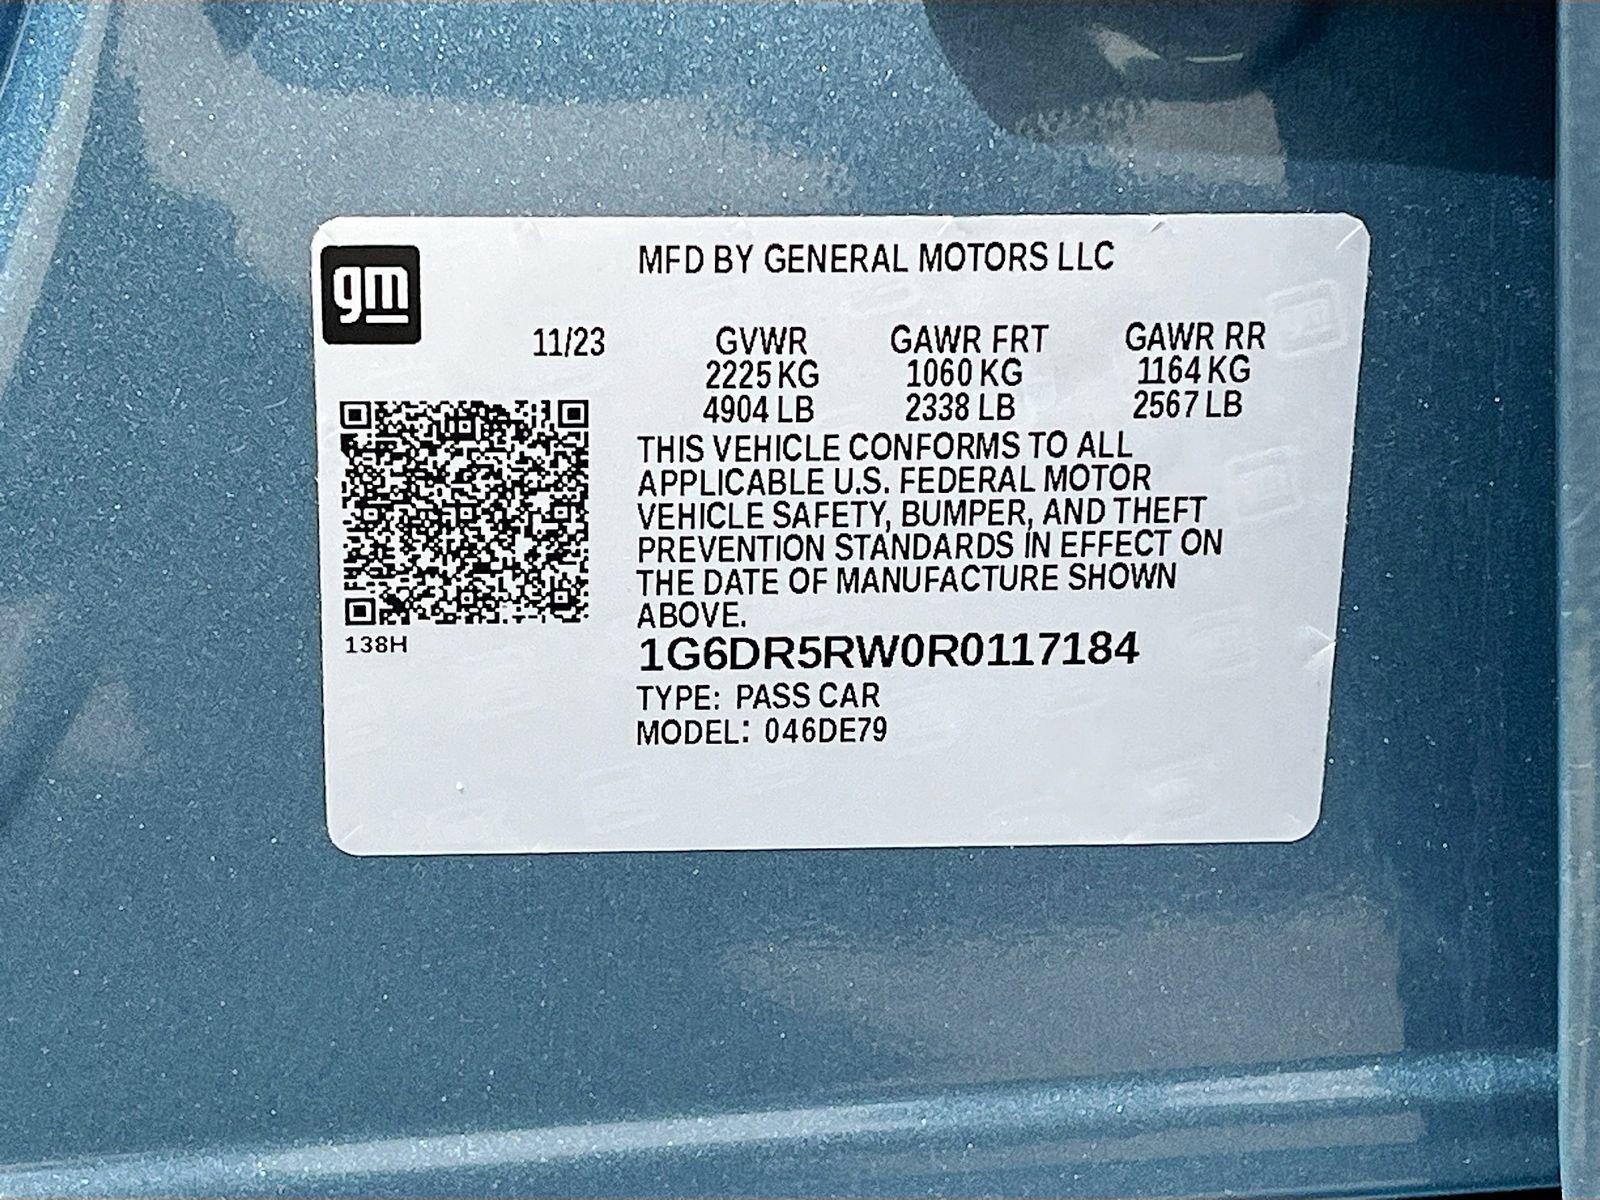 gm
MFD BY GENERAL MOTORS LLC
11/23 GVWR GAWR FRT GAWR RR
2225 KG 1060 KG 1164 KG
4904 LB 2338 LB 2567 LB
THIS VEHICLE CONFORMS TO ALL
APPLICABLE U.S. FEDERAL MOTOR
VEHICLE SAFETY, BUMPER, AND THEFT
PREVENTION STANDARDS IN EFFECT ON
THE DATE OF MANUFACTURE SHOWN
ABOVE.
138H
1G6DR5RW0R0117184
TYPE: PASS CAR
MODEL: 046DE79